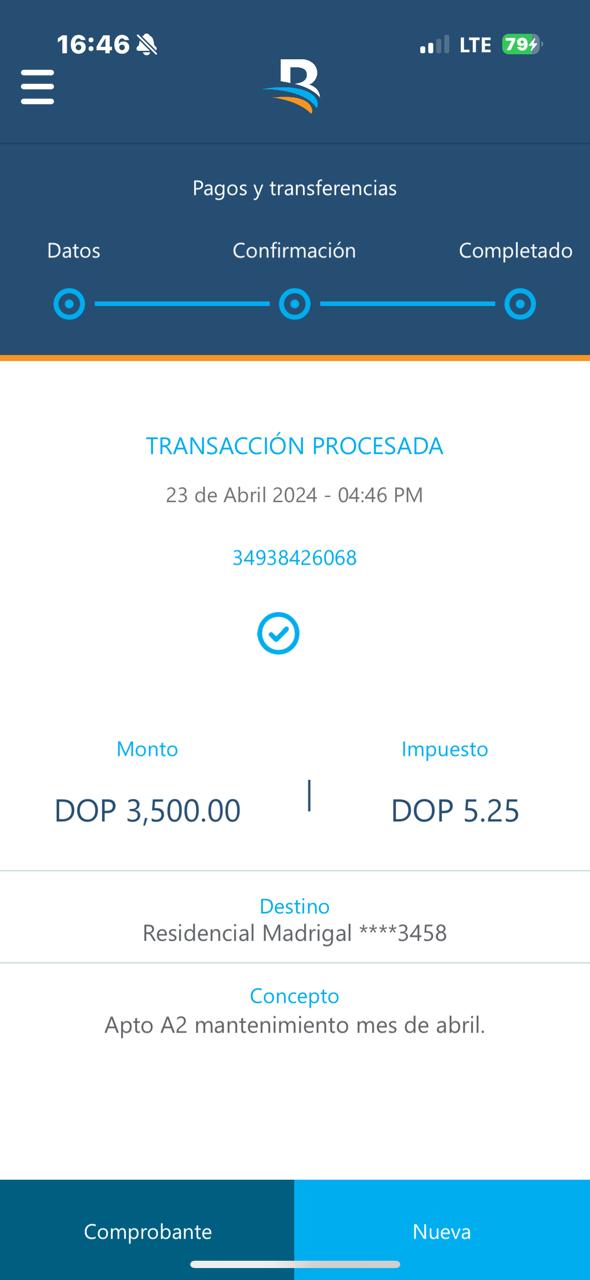 16:46
LTE 79
B
Pagos y transferencias
Datos Confirmación Completado
TRANSACCIÓN PROCESADA
23 de Abril 2024 - 04:46 PM
34938426068
Monto Impuesto
DOP 3,500.00 | DOP 5.25
Destino
Residencial Madrigal ****3458
Concepto
Apto A2 mantenimiento mes de abril.
Comprobante Nueva